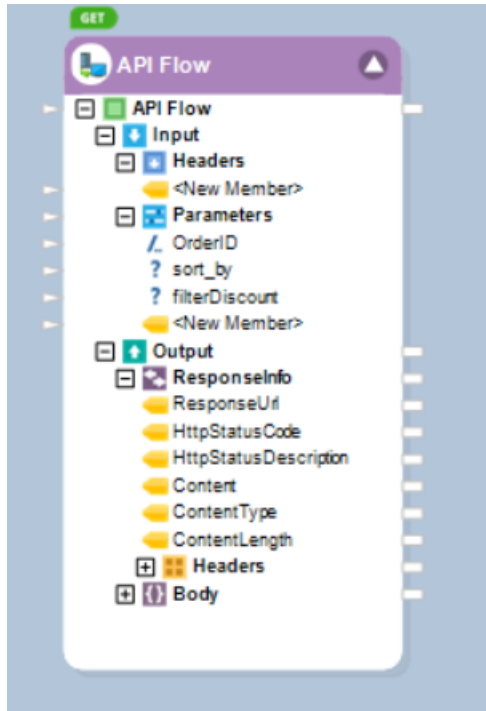 GET
API Flow
API Flow
Input
Headers
<New Member>
Parameters
OrderID
? sort_by
? filterDiscount
<New Member>
Output
ResponseInfo
ResponseUrl
HttpStatusCode
HttpStatusDescription
Content
ContentType
ContentLength
Headers
{} Body